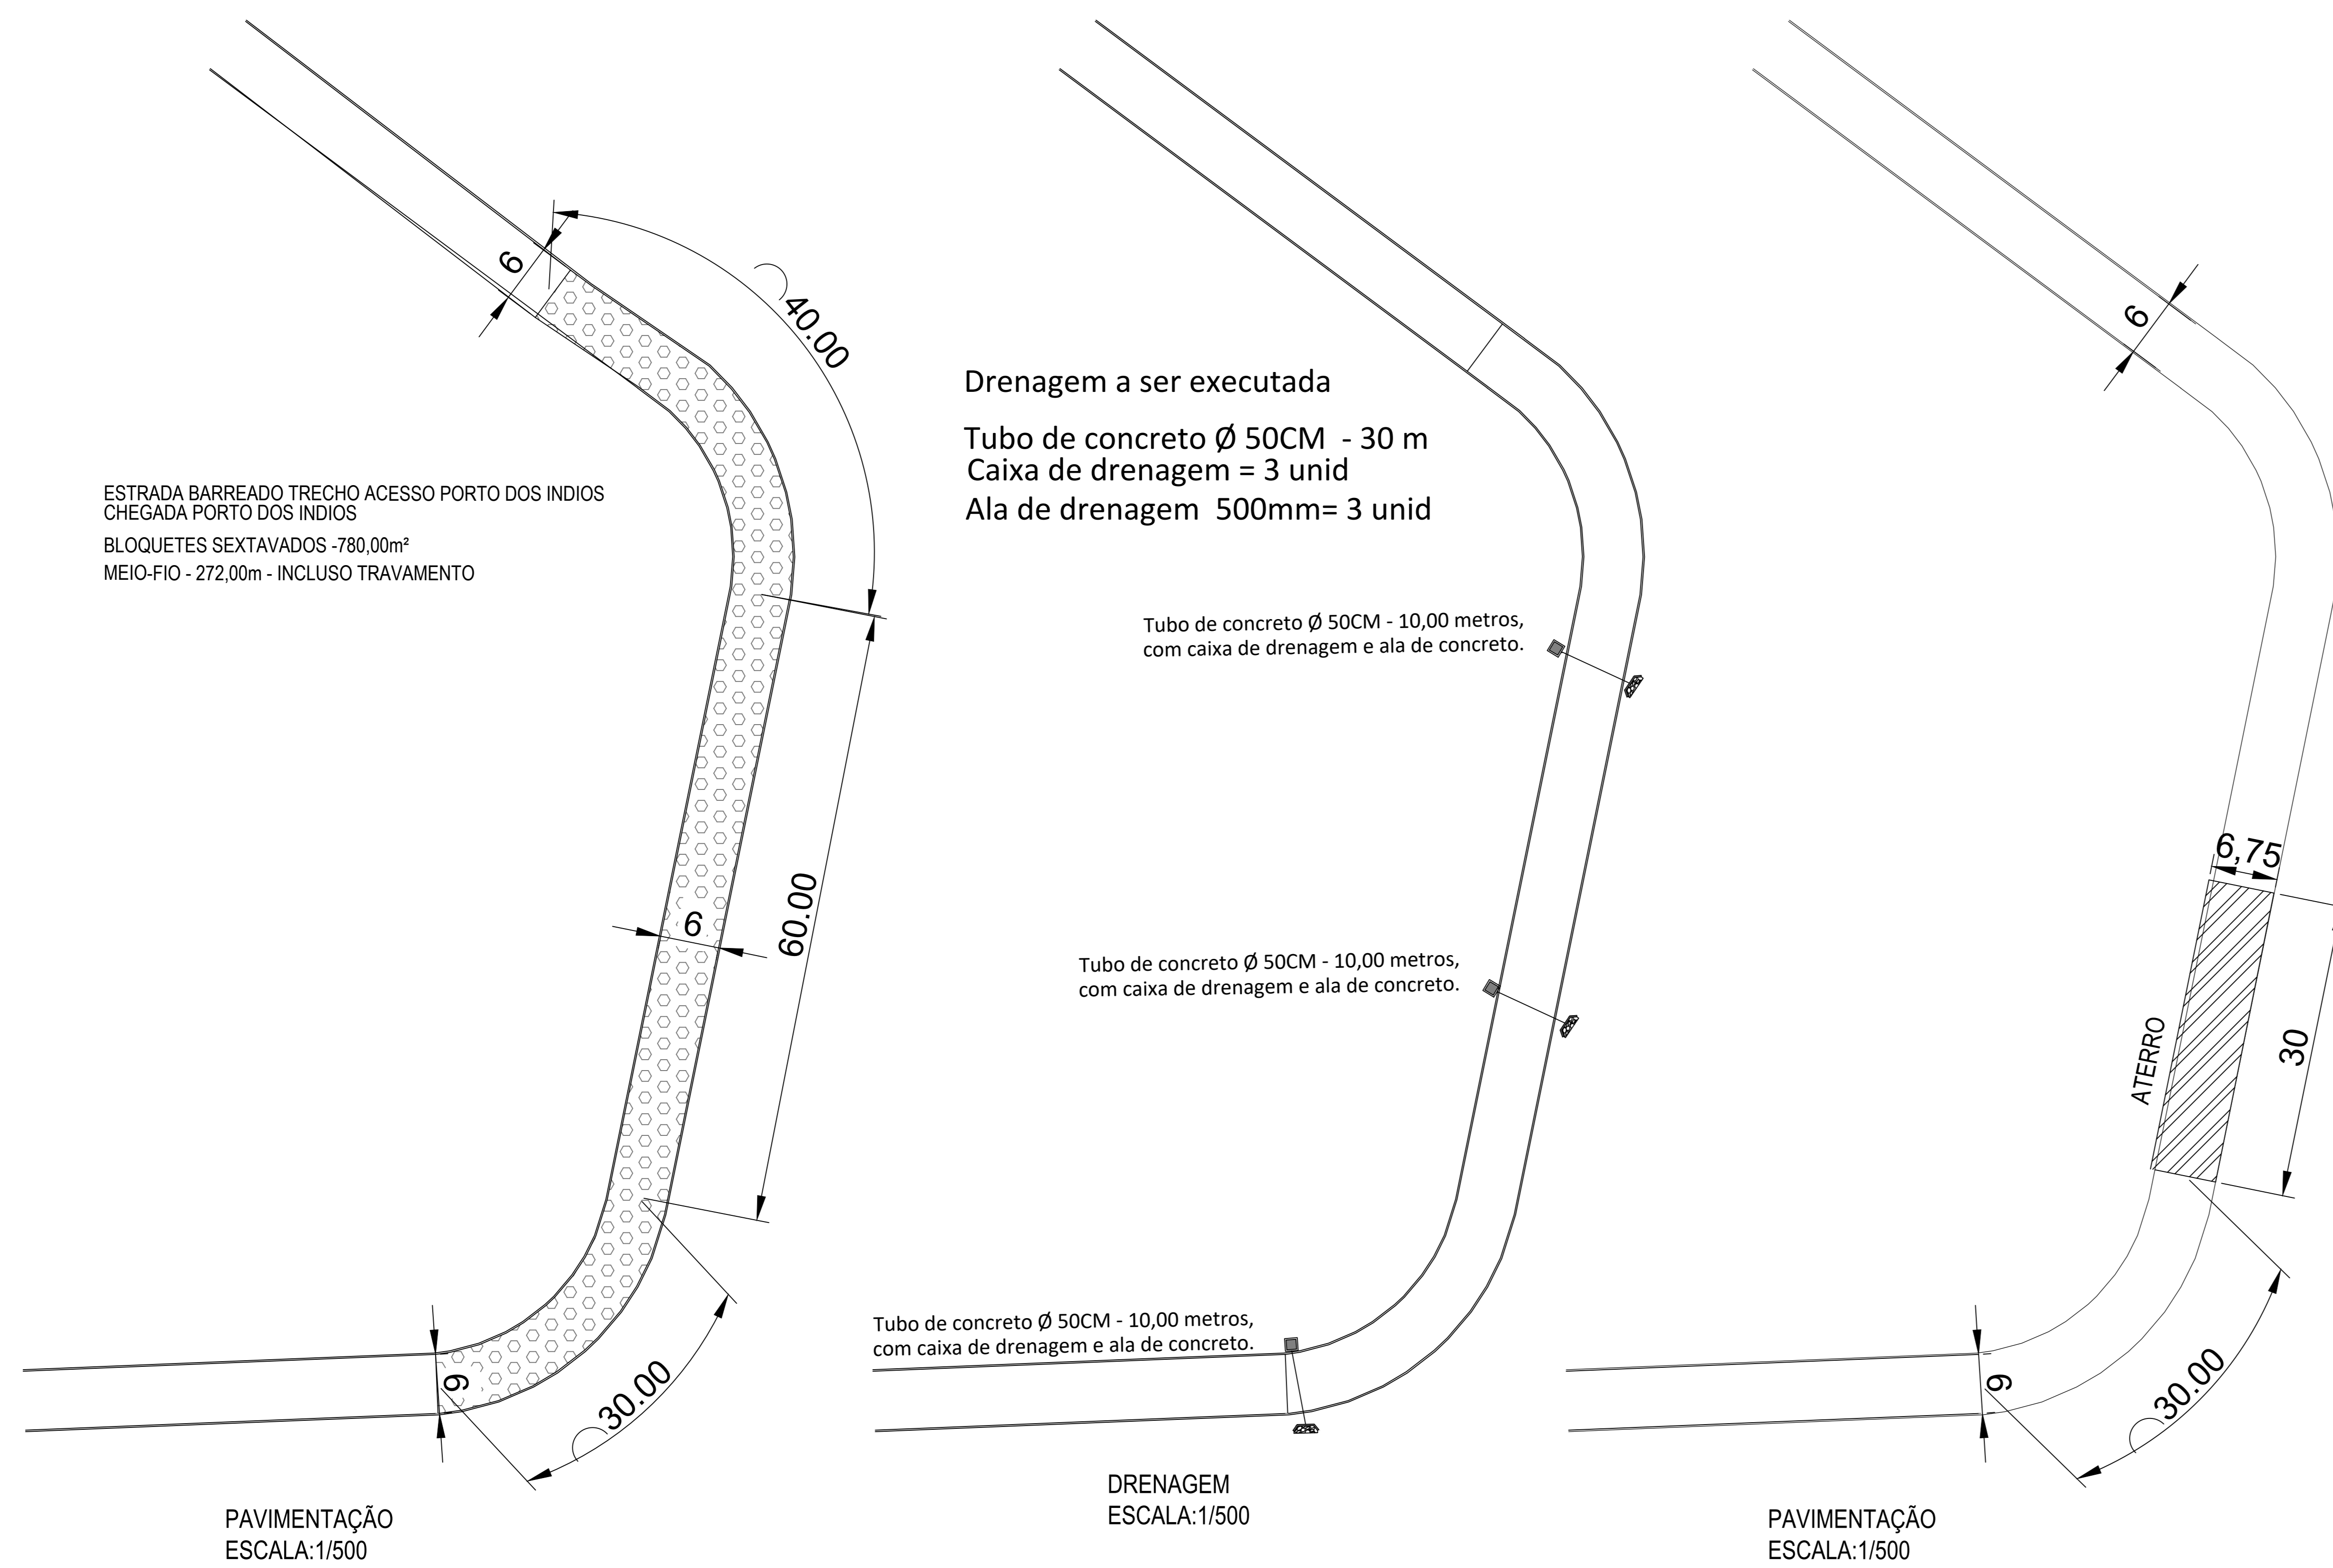 6
40.00
ESTRADA BARREADO TRECHO ACESSO PORTO DOS INDIOS
CHEGADA PORTO DOS INDIOS
BLOQUETES SEXTAVADOS -780,00m²
MEIO-FIO - 272,00m - INCLUSO TRAVAMENTO
6
60.00
6
30.00
PAVIMENTAÇÃO
ESCALA:1/500
Drenagem a ser executada
Tubo de concreto Ø 50CM - 30 m
Caixa de drenagem = 3 unid
Ala de drenagem 500mm= 3 unid
Tubo de concreto Ø 50CM - 10,00 metros,
com caixa de drenagem e ala de concreto.
Tubo de concreto Ø 50CM - 10,00 metros,
com caixa de drenagem e ala de concreto.
Tubo de concreto Ø 50CM - 10,00 metros,
com caixa de drenagem e ala de concreto.
DRENAGEM
ESCALA:1/500
6
6,75
ATERRO
30
6
30.00
PAVIMENTAÇÃO
ESCALA:1/500